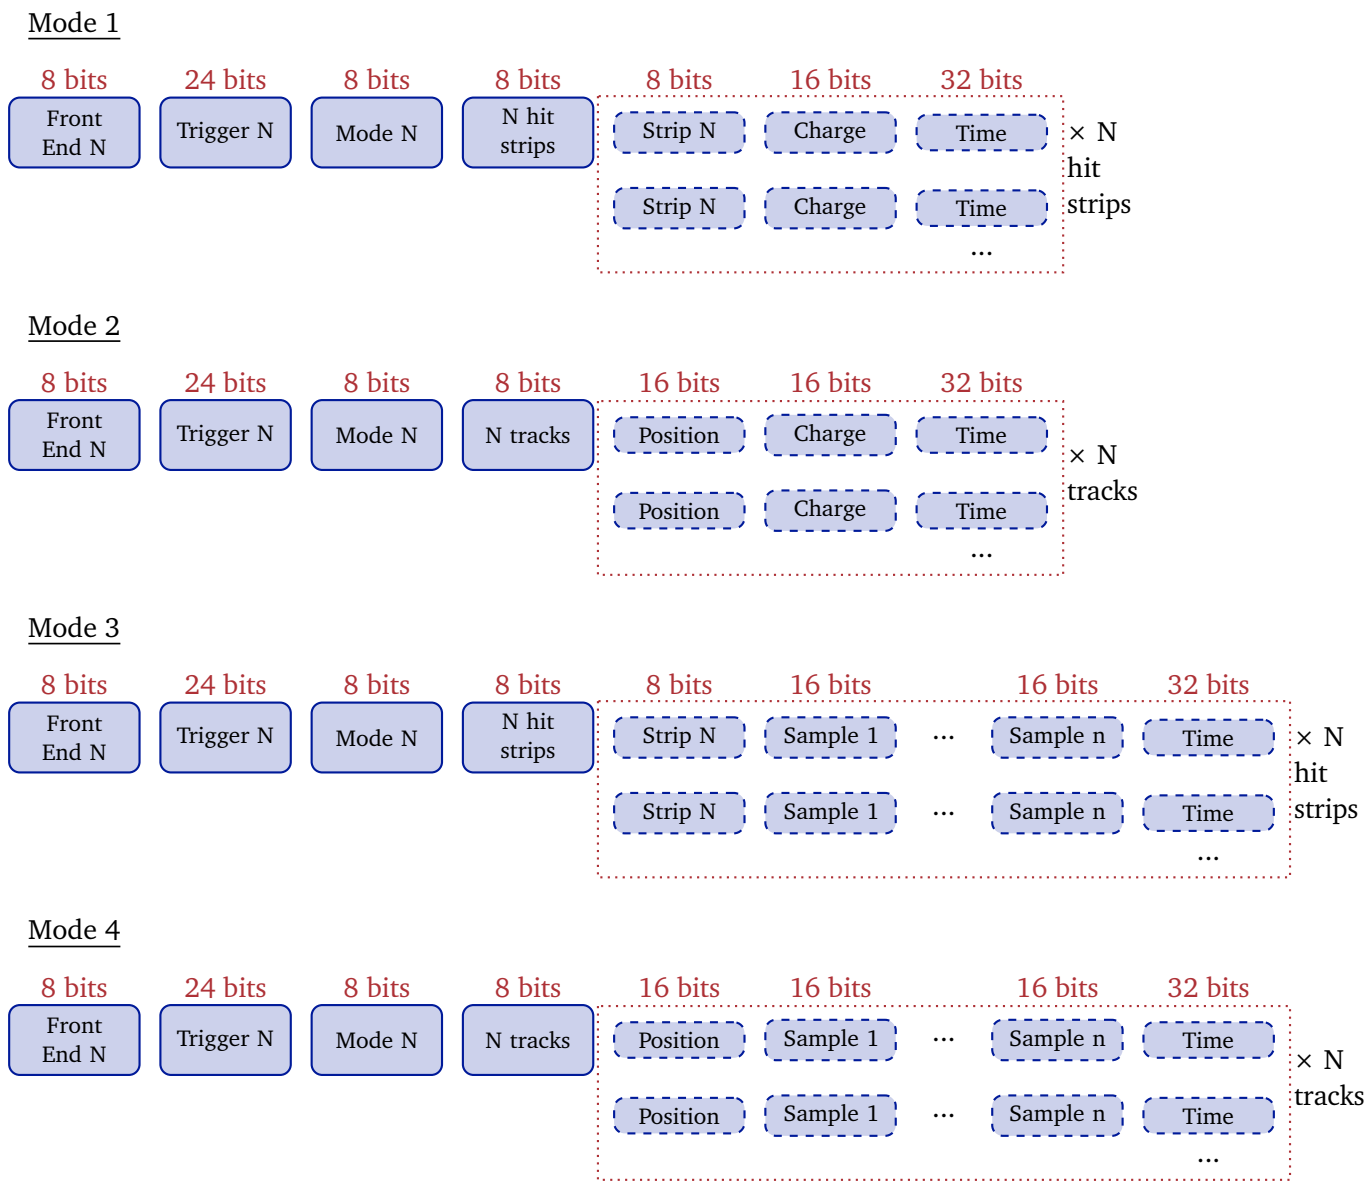 Mode 1
8 bits 24 bits 8 bits 8 bits 8 bits 16 bits 32 bits
Front End N Trigger N Mode N N hit strips Strip N Charge Time × N hit strips
Strip N Charge Time
...
Mode 2
8 bits 24 bits 8 bits 8 bits 16 bits 16 bits 32 bits
Front End N Trigger N Mode N N tracks Position Charge Time × N tracks
Position Charge Time
...
Mode 3
8 bits 24 bits 8 bits 8 bits 8 bits 16 bits 16 bits 32 bits
Front End N Trigger N Mode N N hit strips Strip N Sample 1 ... Sample n Time × N hit strips
Strip N Sample 1 ... Sample n Time
...
Mode 4
8 bits 24 bits 8 bits 8 bits 16 bits 16 bits 16 bits 32 bits
Front End N Trigger N Mode N N tracks Position Sample 1 ... Sample n Time × N tracks
Position Sample 1 ... Sample n Time
...